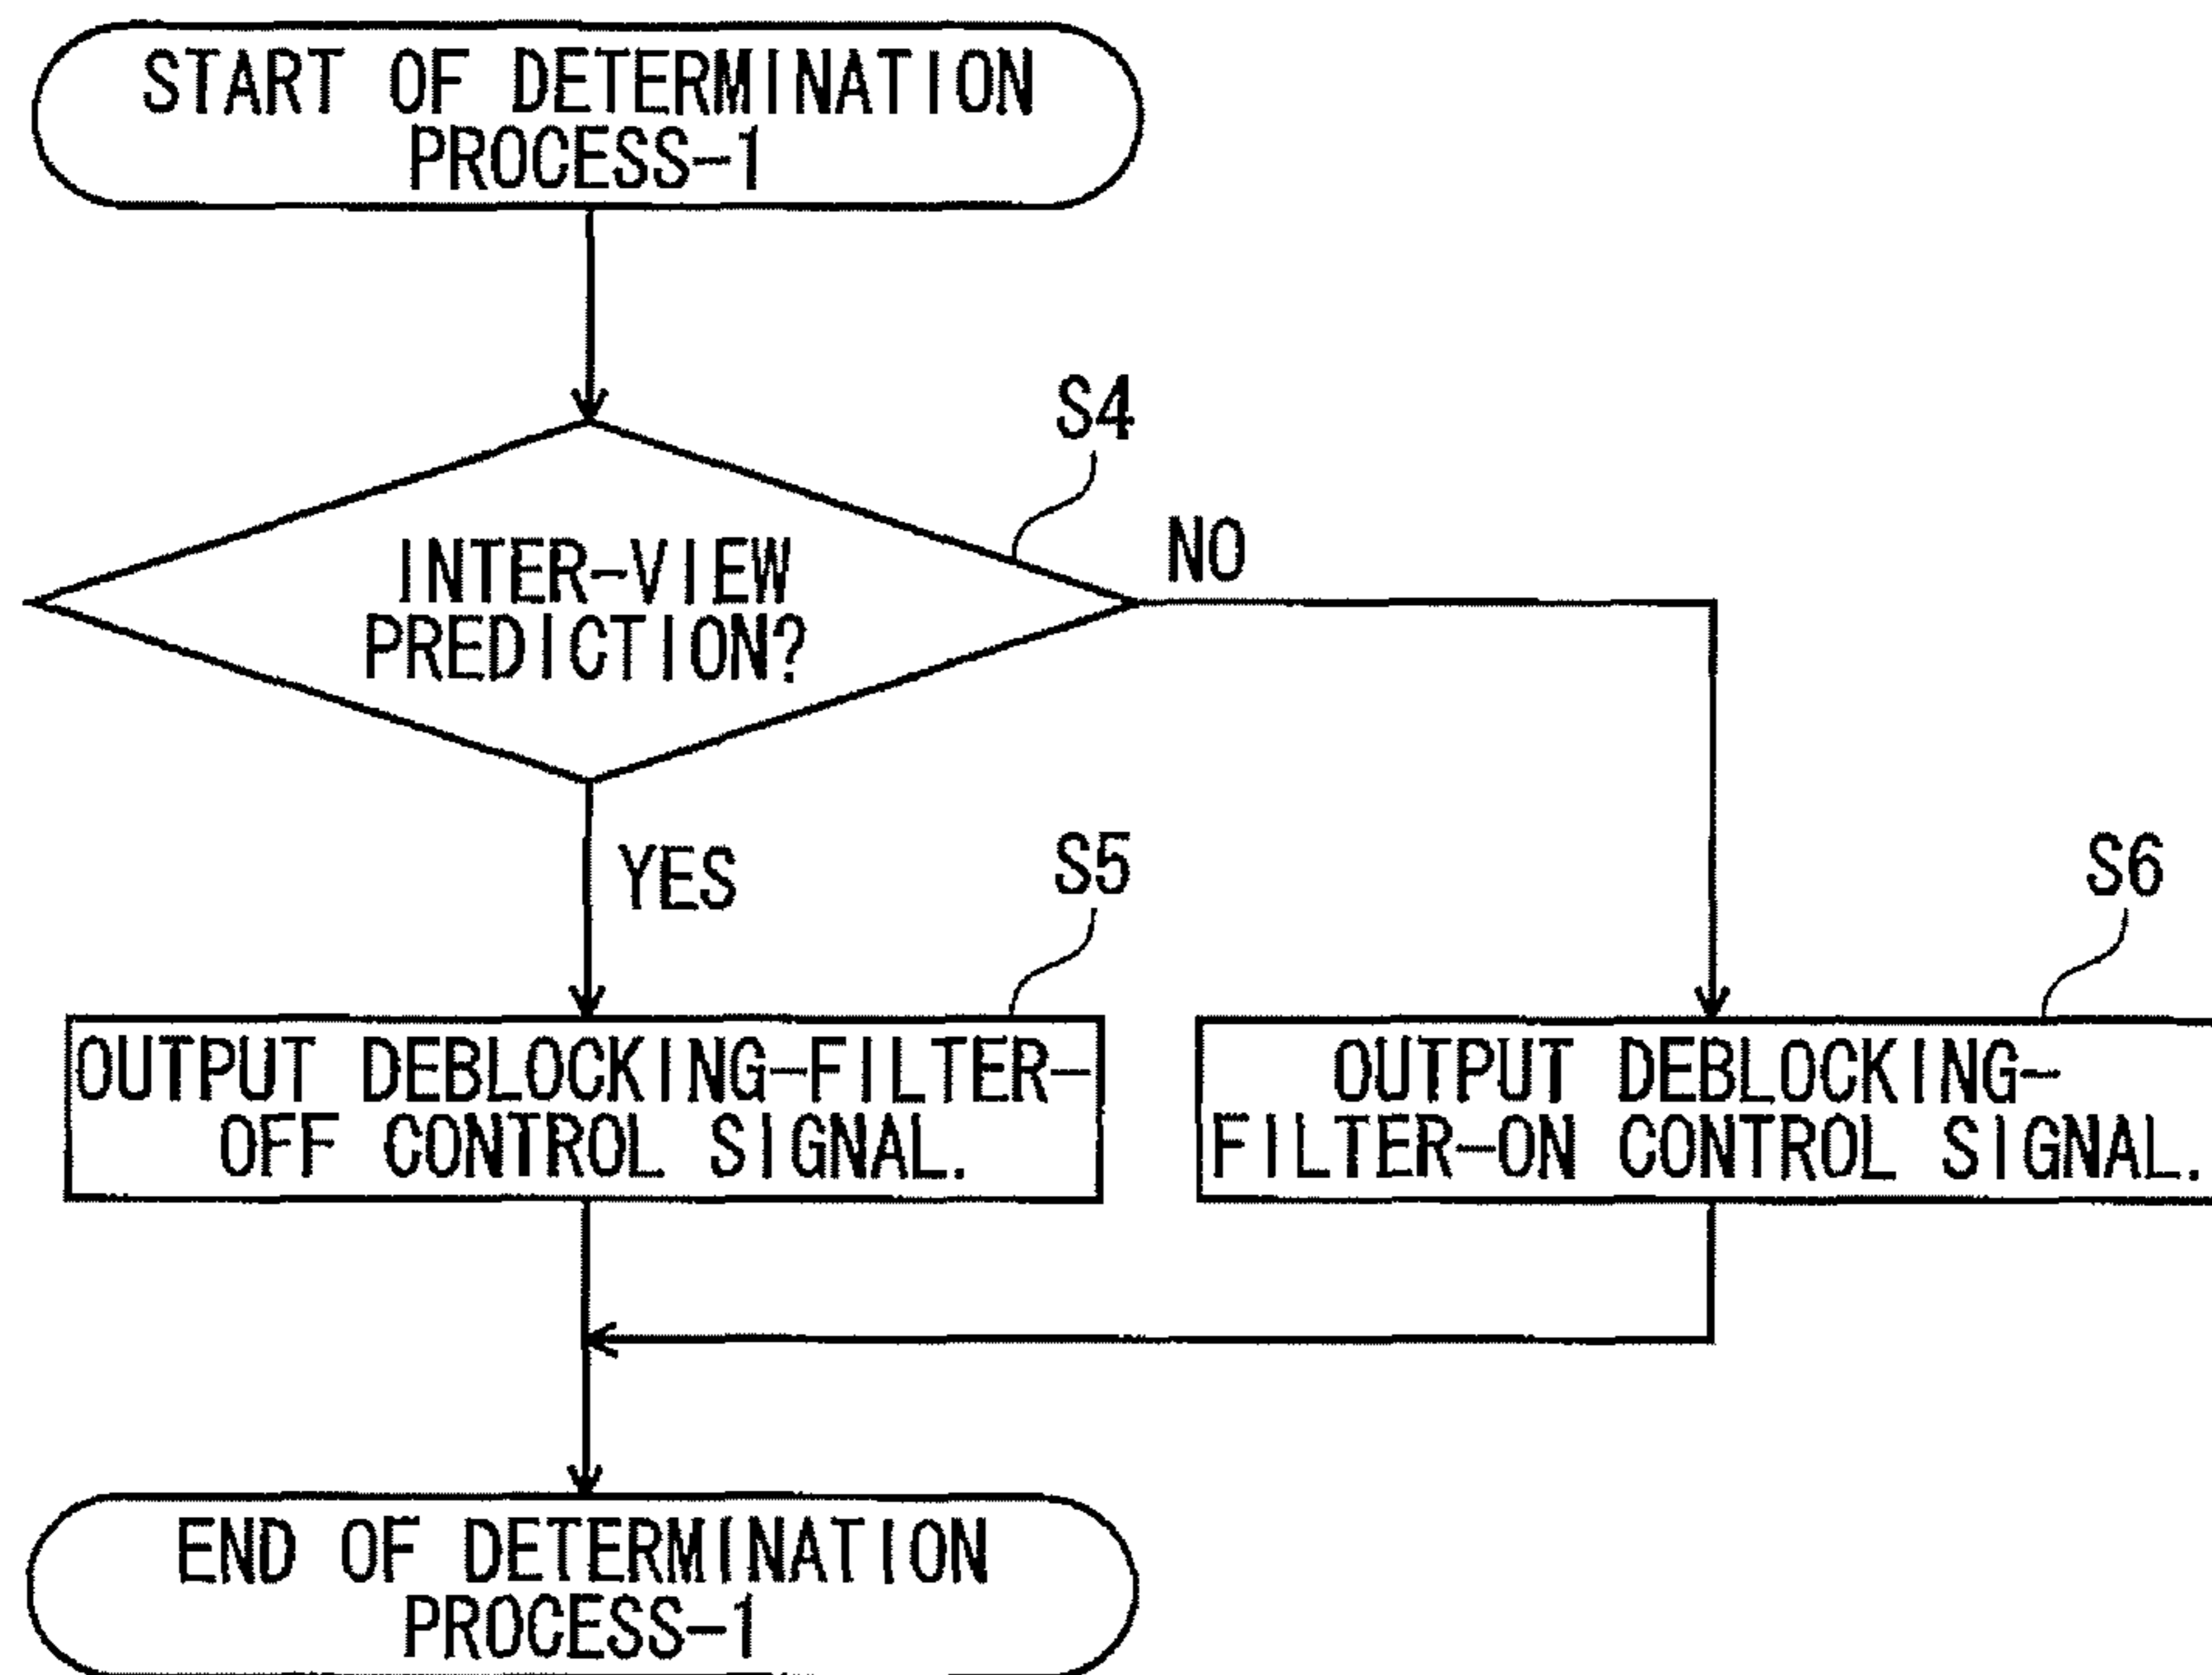 START OF DETERMINATION
PROCESS-1
S4
INTER-VIEW
PREDICTION?
NO
YES
S5
S6
OUTPUT DEBLOCKING-FILTER-
OFF CONTROL SIGNAL.
OUTPUT DEBLOCKING-
FILTER-ON CONTROL SIGNAL.
END OF DETERMINATION
PROCESS-1